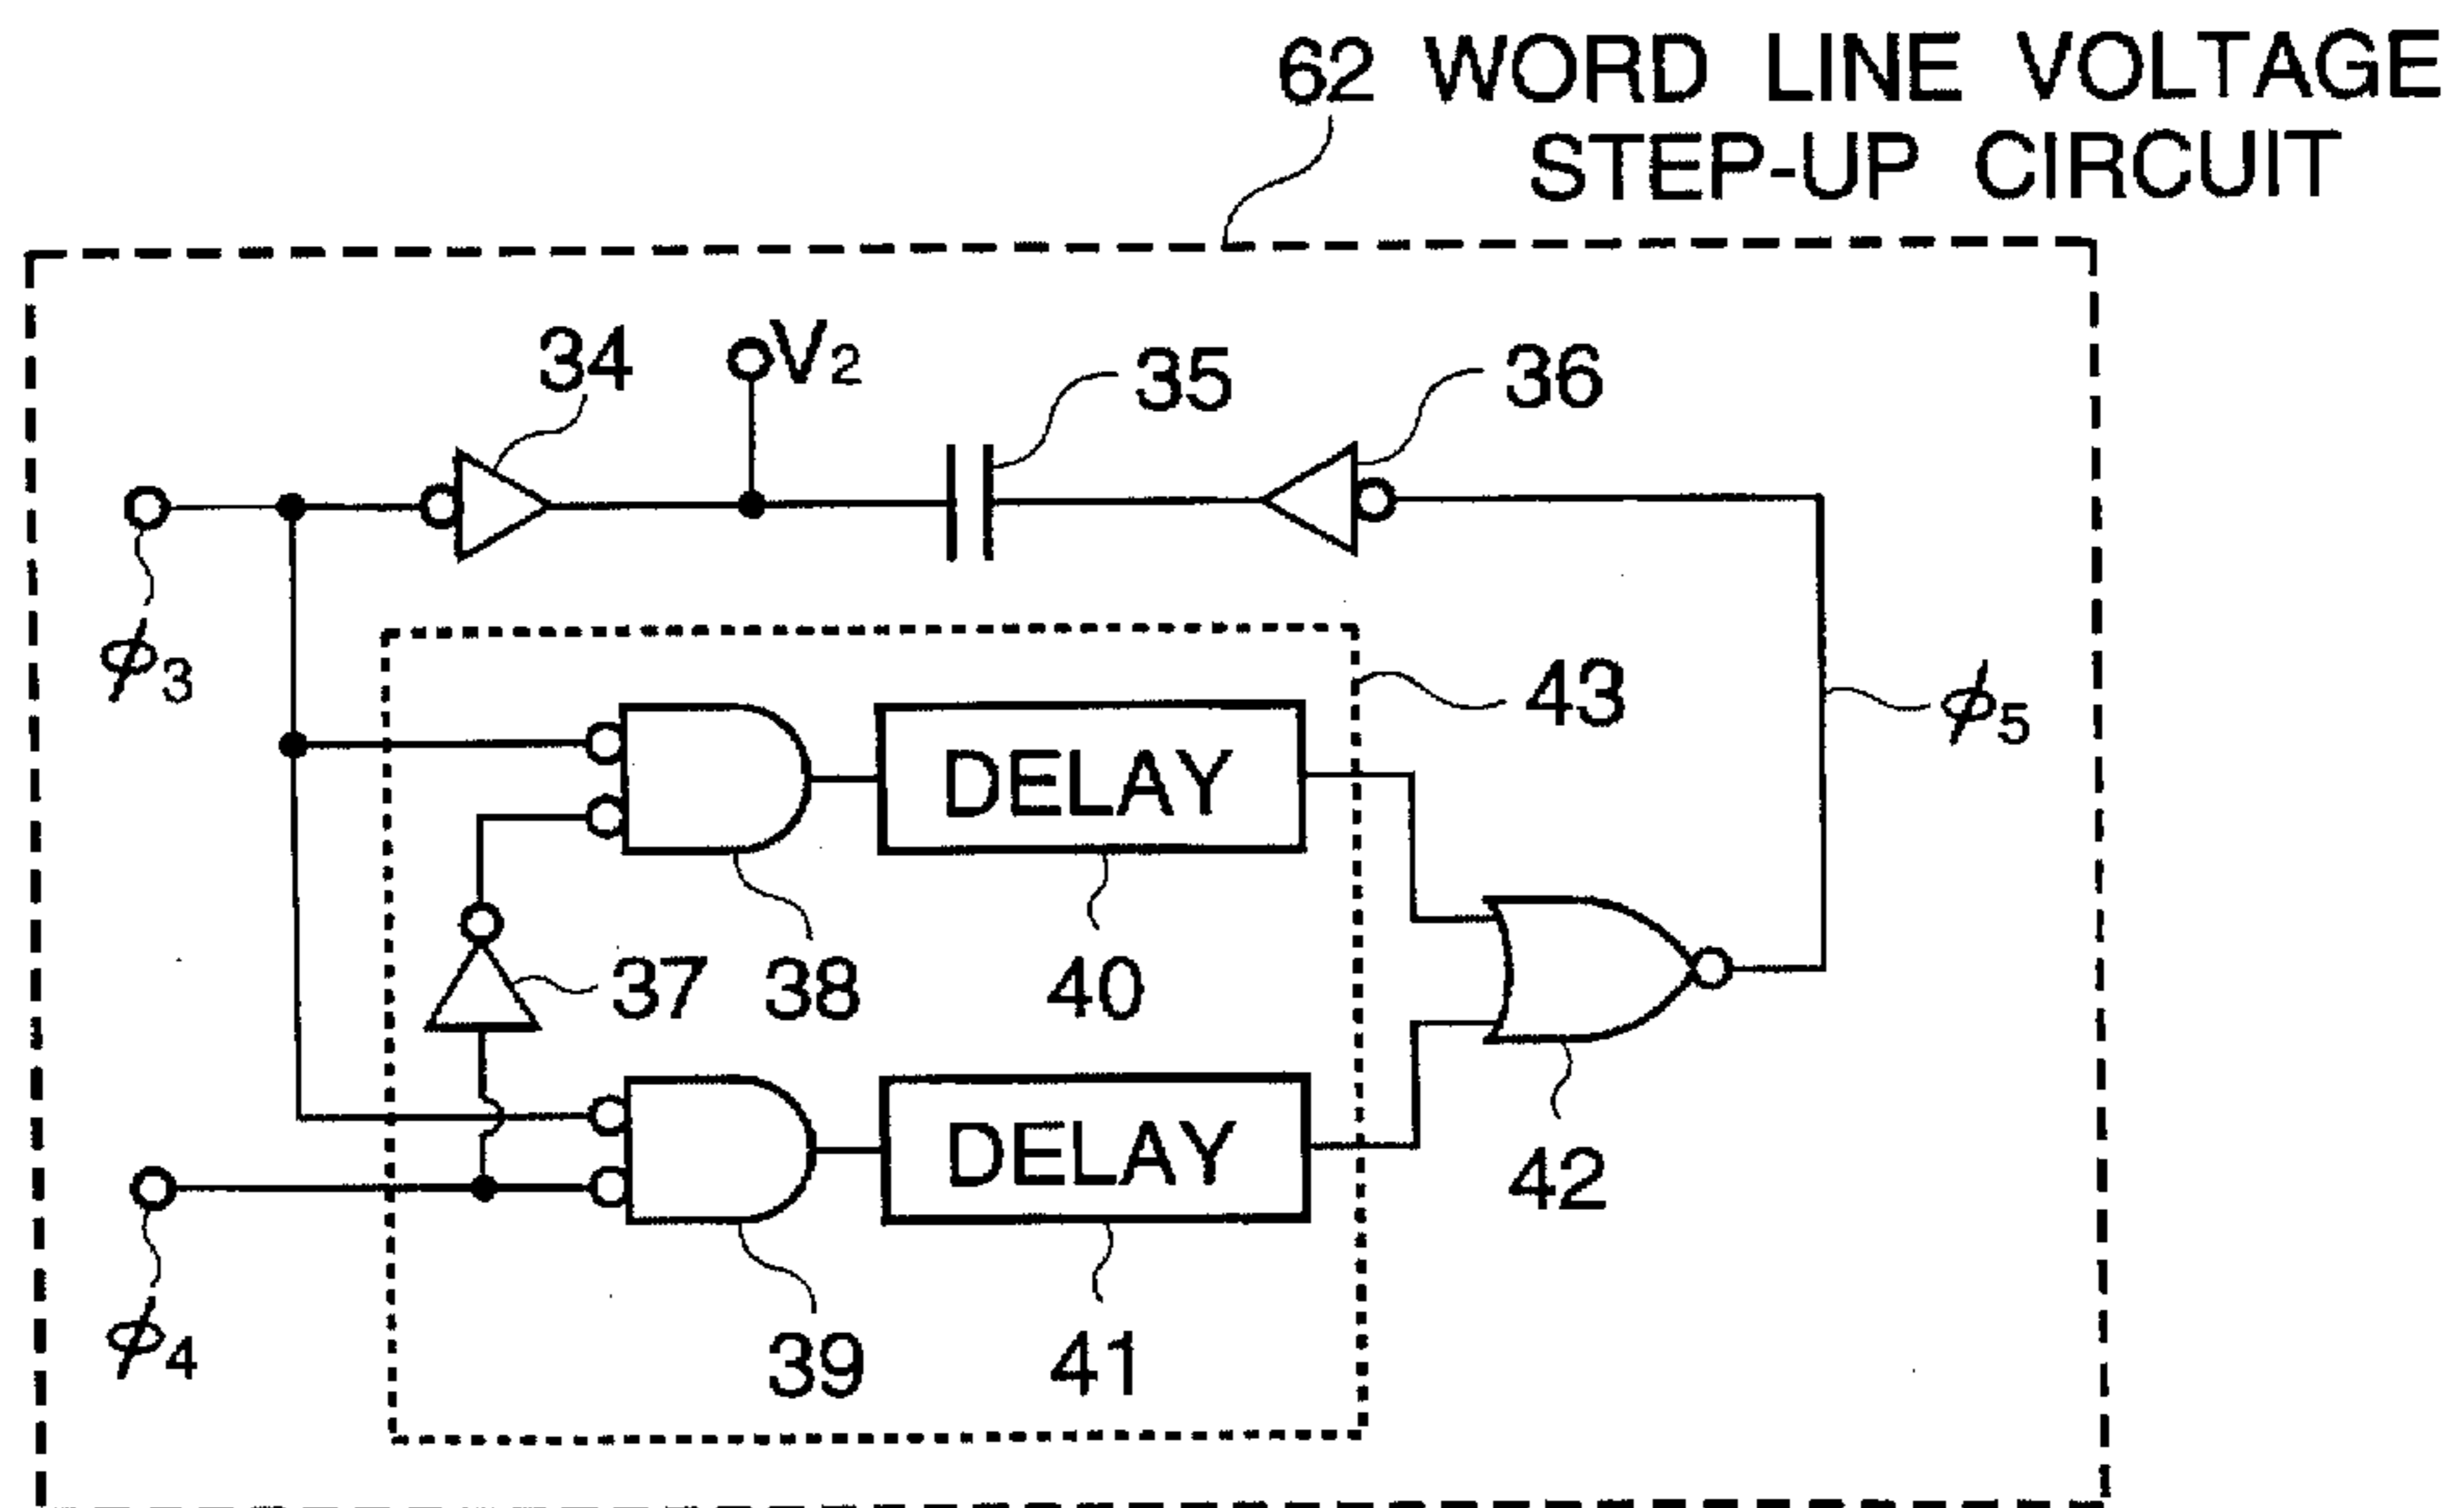 62 WORD LINE VOLTAGE
STEP-UP CIRCUIT
34
V2
35
36
ϕ3
43
ϕ5
DELAY
37
38
40
42
DELAY
ϕ4
39
41